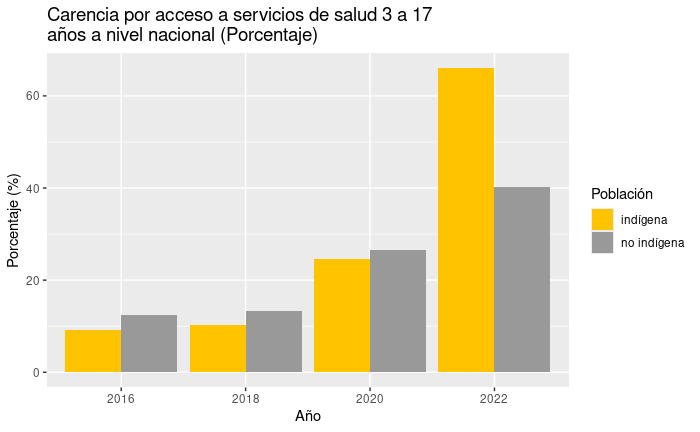 Carencia por acceso a servicios de salud 3 a 17
años a nivel nacional (Porcentaje)
60
40
20
0
Porcentaje (%)
2016
2018
2020
2022
Año
Población
indígena
no indígena